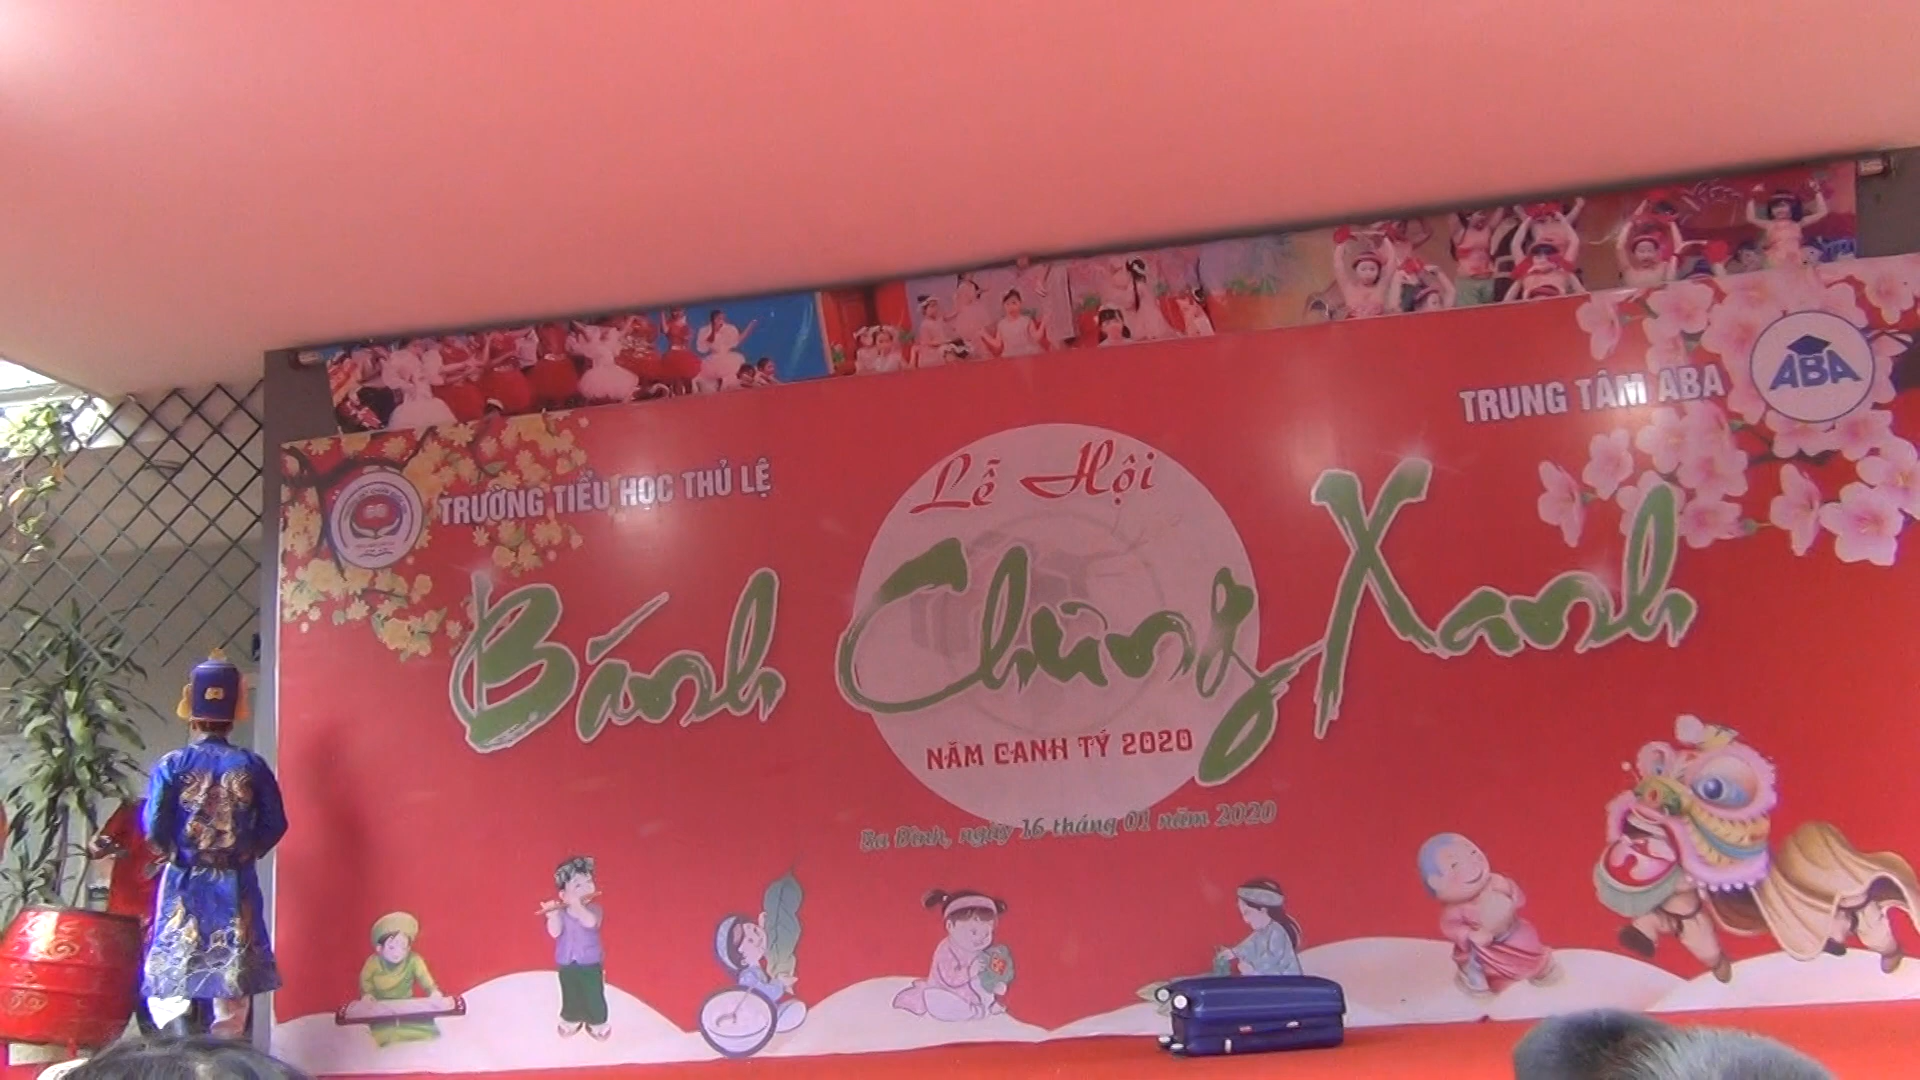 TRƯỜNG TIỂU HỌC THỦ LỆ
TRUNG TÂM ABA
ABA
Lễ Hội
Bánh Chưng Xanh
NĂM CANH TÝ 2020
Ba Đình, ngày 16 tháng 01 năm 2020